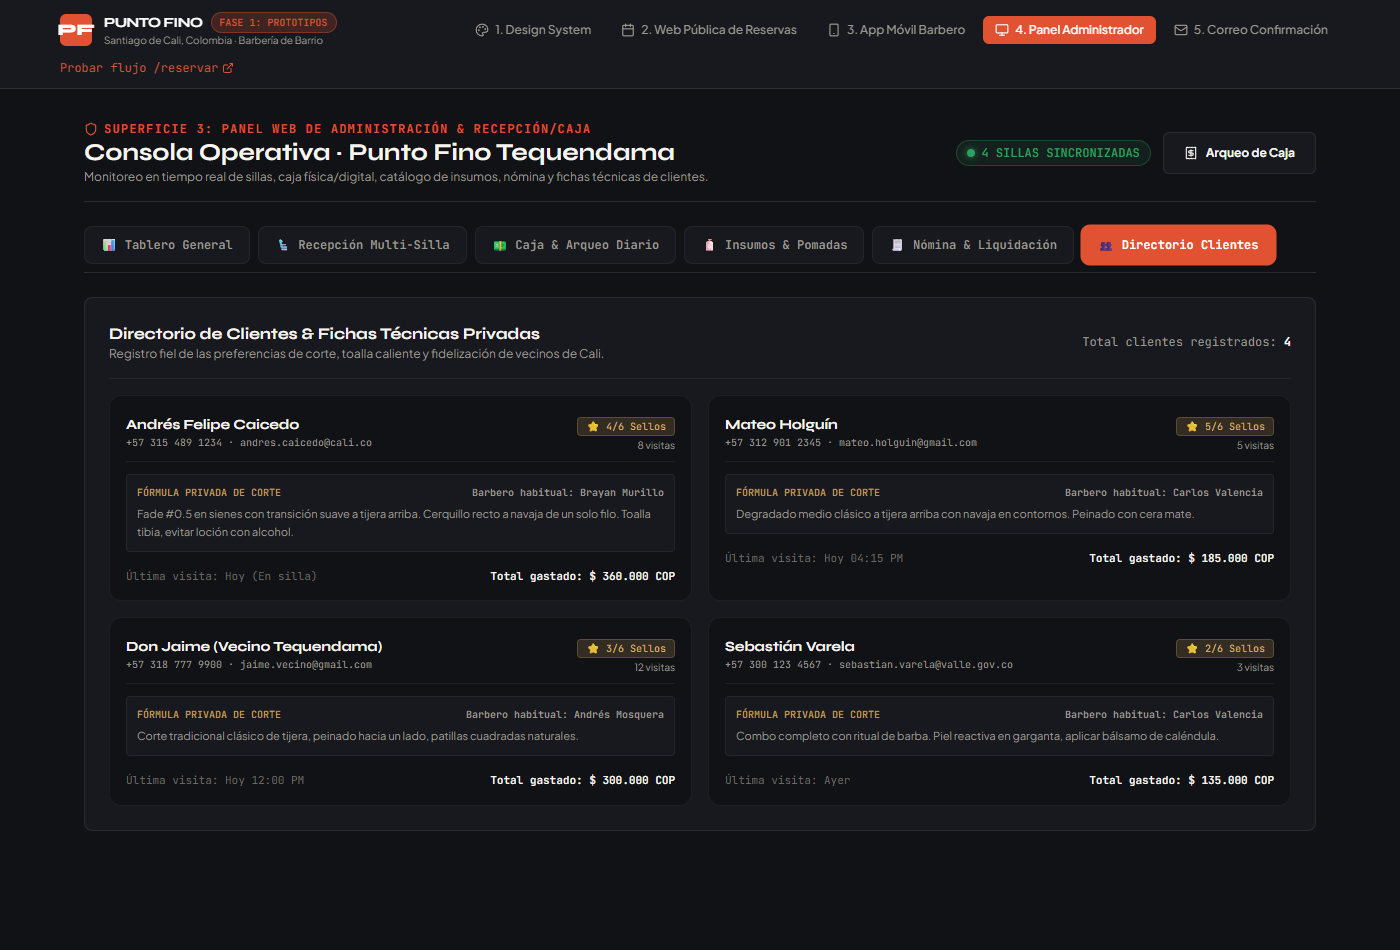 PF
PUNTO FINO
FASE 1: PROTOTIPOS
Santiago de Cali, Colombia · Barbería de Barrio
1. Design System
2. Web Pública de Reservas
3. App Móvil Barbero
4. Panel Administrador
5. Correo Confirmación
Probar flujo /reservar
SUPERFICIE 3: PANEL WEB DE ADMINISTRACIÓN & RECEPCIÓN/CAJA
Consola Operativa · Punto Fino Tequendama
Monitoreo en tiempo real de sillas, caja física/digital, catálogo de insumos, nómina y fichas técnicas de clientes.
4 SILLAS SINCRONIZADAS
Arqueo de Caja
Tablero General
Recepción Multi-Silla
Caja & Arqueo Diario
Insumos & Pomadas
Nómina & Liquidación
Directorio Clientes
Directorio de Clientes & Fichas Técnicas Privadas
Registro fiel de las preferencias de corte, toalla caliente y fidelización de vecinos de Cali.
Total clientes registrados: 4
Andrés Felipe Caicedo
+57 315 489 1234 · andres.caicedo@cali.co
4/6 Sellos
8 visitas
FÓRMULA PRIVADA DE CORTE
Barbero habitual: Brayan Murillo
Fade #0.5 en sienes con transición suave a tijera arriba. Cerquillo recto a navaja de un solo filo. Toalla
tibia, evitar loción con alcohol.
Última visita: Hoy (En silla)
Total gastado: $ 360.000 COP
Mateo Holguín
+57 312 901 2345 · mateo.holguin@gmail.com
5/6 Sellos
5 visitas
FÓRMULA PRIVADA DE CORTE
Barbero habitual: Carlos Valencia
Degradado medio clásico a tijera arriba con navaja en contornos. Peinado con cera mate.
Última visita: Hoy 04:15 PM
Total gastado: $ 185.000 COP
Don Jaime (Vecino Tequendama)
+57 318 777 9900 · jaime.vecino@gmail.com
3/6 Sellos
12 visitas
FÓRMULA PRIVADA DE CORTE
Barbero habitual: Andrés Mosquera
Corte tradicional clásico de tijera, peinado hacia un lado, patillas cuadradas naturales.
Última visita: Hoy 12:00 PM
Total gastado: $ 300.000 COP
Sebastián Varela
+57 300 123 4567 · sebastian.varela@valle.gov.co
2/6 Sellos
3 visitas
FÓRMULA PRIVADA DE CORTE
Barbero habitual: Carlos Valencia
Combo completo con ritual de barba. Piel reactiva en garganta, aplicar bálsamo de caléndula.
Última visita: Ayer
Total gastado: $ 135.000 COP